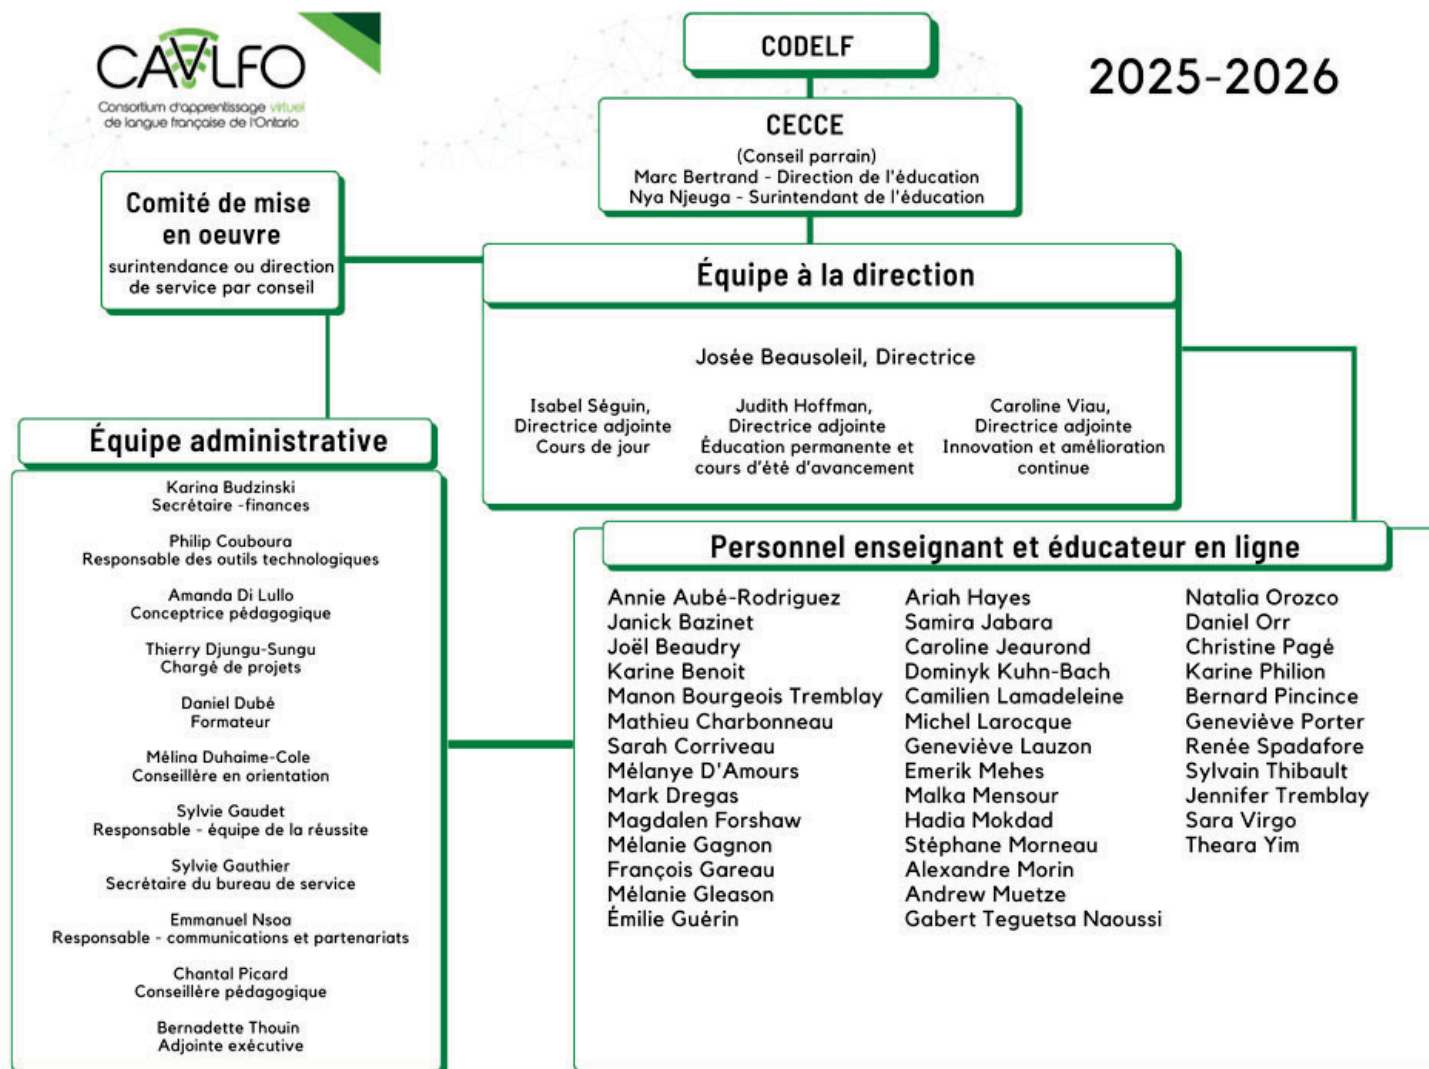 CAVLFO
Consortium d'apprentissage virtuel
de langue française de l'Ontario
CODELF
2025-2026
CECCE
(Conseil parrain)
Marc Bertrand - Direction de l'éducation
Nya Njeuga - Surintendant de l'éducation
Comité de mise
en oeuvre
surintendance ou direction
de service par conseil
Équipe à la direction
Josée Beausoleil, Directrice
Isabel Séguin,
Directrice adjointe
Cours de jour
Judith Hoffman,
Directrice adjointe
Éducation permanente et
cours d'été d'avancement
Caroline Viau,
Directrice adjointe
Innovation et amélioration
continue
Équipe administrative
Karina Budzinski
Secrétaire -finances
Philip Couboura
Responsable des outils technologiques
Amanda Di Lullo
Conceptrice pédagogique
Thierry Djungu-Sungu
Chargé de projets
Daniel Dubé
Formateur
Mélina Duhaime-Cole
Conseillère en orientation
Sylvie Gaudet
Responsable - équipe de la réussite
Sylvie Gauthier
Secrétaire du bureau de service
Emmanuel Nsoa
Responsable - communications et partenariats
Chantal Picard
Conseillère pédagogique
Bernadette Thouin
Adjointe exécutive
Personnel enseignant et éducateur en ligne
Annie Aubé-Rodriguez
Janick Bazinet
Joël Beaudry
Karine Benoit
Manon Bourgeois Tremblay
Mathieu Charbonneau
Sarah Corriveau
Mélanye D'Amours
Mark Dregas
Magdalen Forshaw
Mélanie Gagnon
François Gareau
Mélanie Gleason
Émilie Guérin
Ariah Hayes
Samira Jabara
Caroline Jeaurond
Dominyk Kuhn-Bach
Camilien Lamadeleine
Michel Larocque
Geneviève Lauzon
Emerik Mehes
Malka Mensour
Hadia Mokdad
Stéphane Morneau
Alexandre Morin
Andrew Muetze
Gabert Teguetsa Naoussi
Natalia Orozco
Daniel Orr
Christine Pagé
Karine Philion
Bernard Pincince
Geneviève Porter
Renée Spadafore
Sylvain Thibault
Jennifer Tremblay
Sara Virgo
Theara Yim